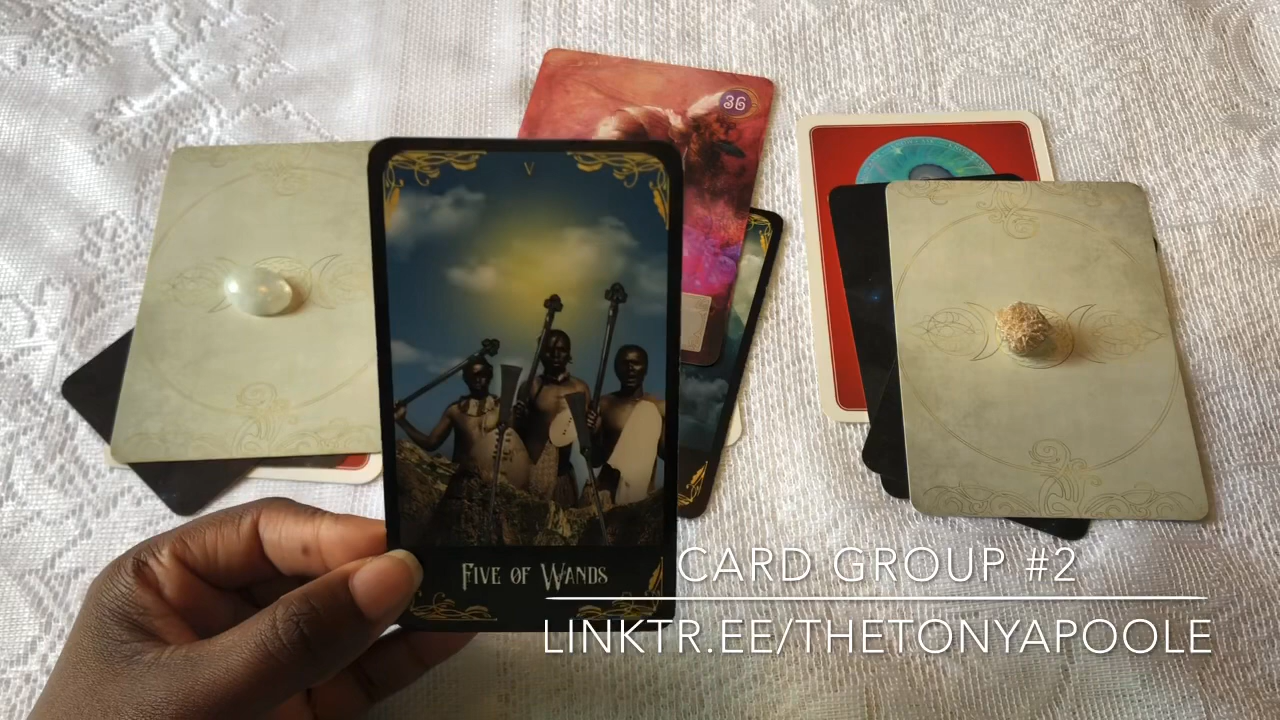 36
V
FIVE OF WANDS
CARD GROUP #2
LINKTR.EE/THETONYAPOOLE